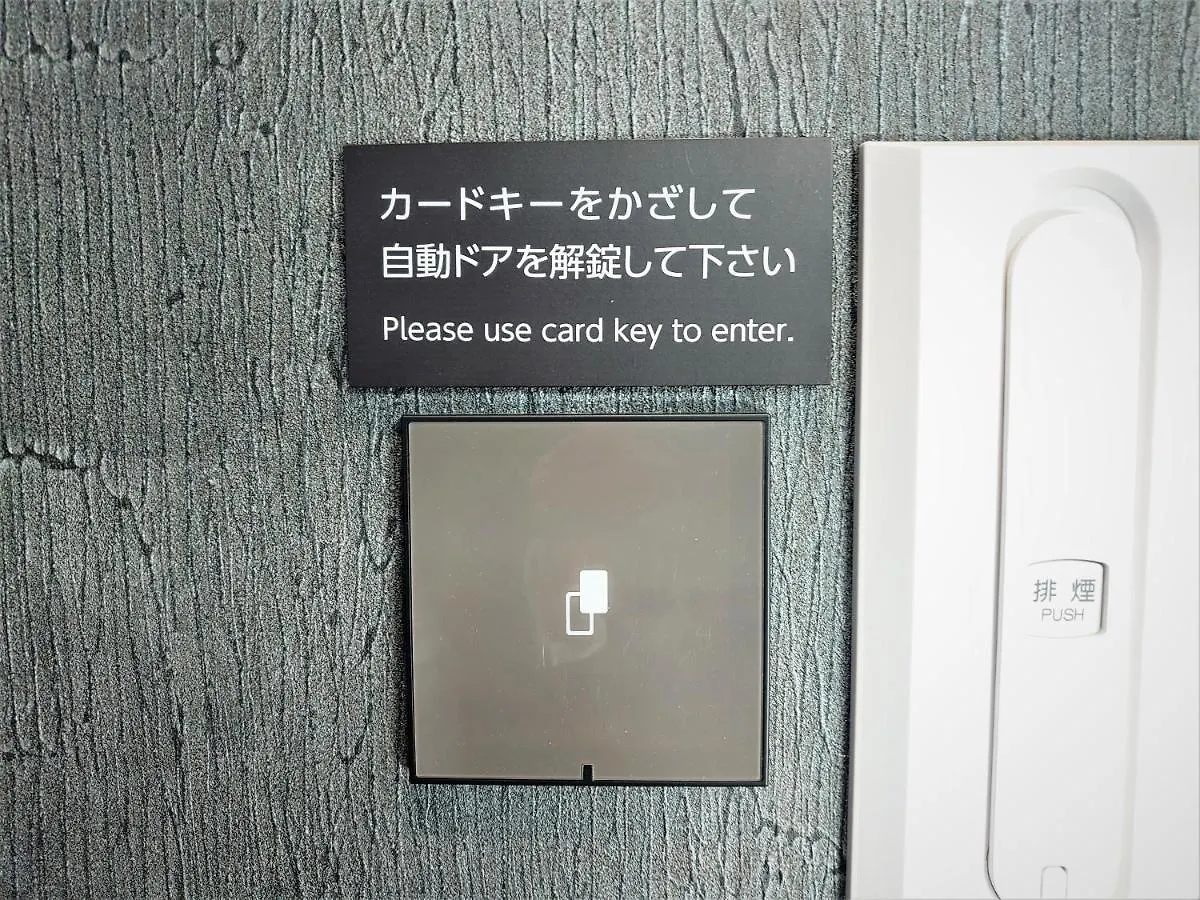 カードキーをかざして
自動ドアを解錠して下さい
Please use card key to enter.
排 煙
PUSH